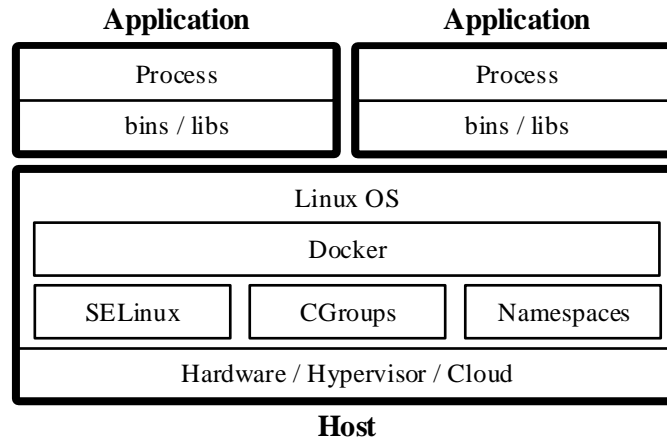 Application Application
Process Process
bins / libs bins / libs
Linux OS
Docker
SELinux CGroups Namespaces
Hardware / Hypervisor / Cloud
Host